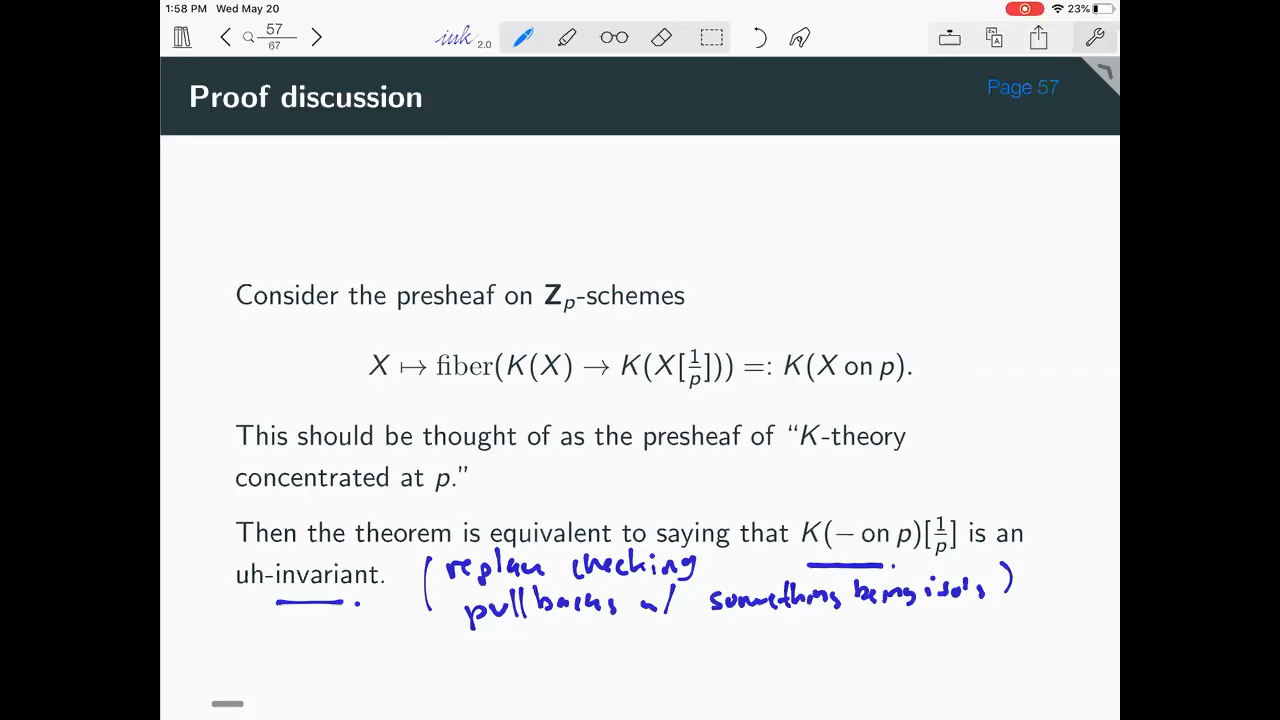 1:58 PM Wed May 20
23%
57
67
ink 2.0
Proof discussion
Page 57
Consider the presheaf on Z_p-schemes
X ↦ fiber(K(X) → K(X[1/p])) =: K(X on p).
This should be thought of as the presheaf of “K-theory
concentrated at p.”
Then the theorem is equivalent to saying that K(− on p)[1/p] is an
uh-invariant.
(replace checking
pullbacks w/ something being iso's)